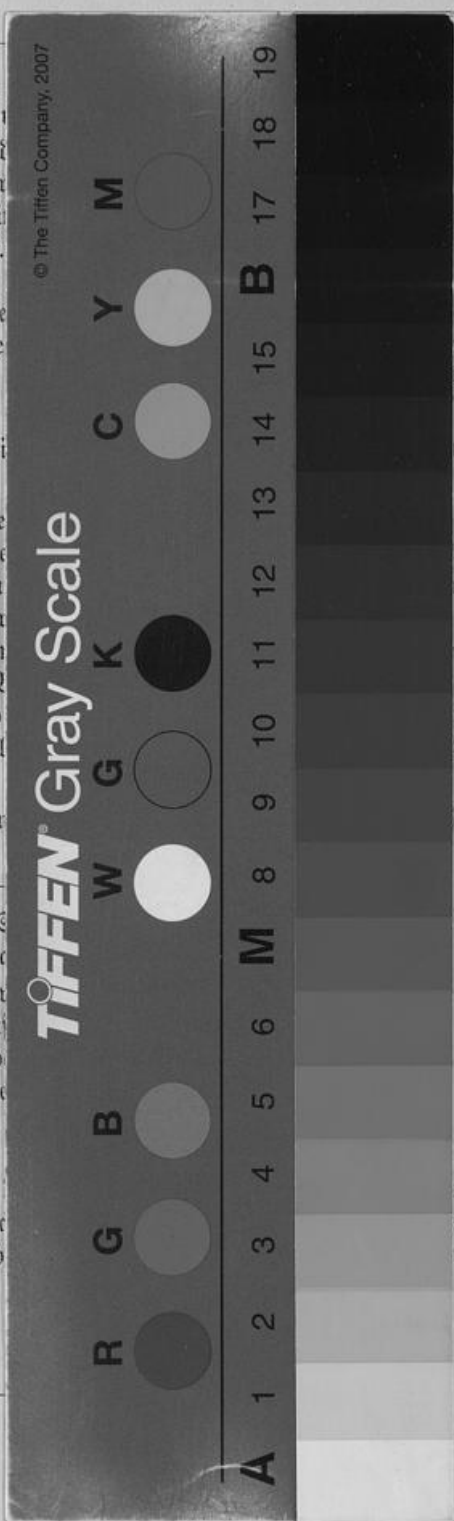 © The Tiffen Company, 2007
TIFFEN® Gray Scale
R G B W G K C Y M
A 1 2 3 4 5 6 M 8 9 10 11 12 13 14 15 B 17 18 19